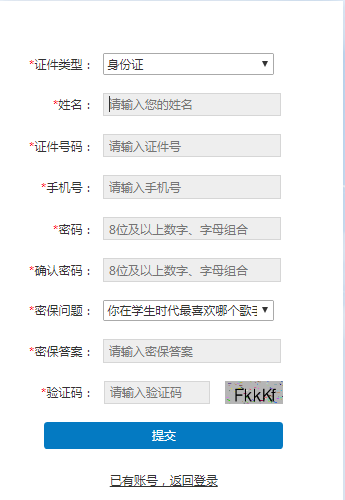 *证件类型： 身份证
*姓名： 请输入您的姓名
*证件号码： 请输入证件号
*手机号： 请输入手机号
*密码： 8位及以上数字、字母组合
*确认密码： 8位及以上数字、字母组合
*密保问题： 你在学生时代最喜欢哪个歌手
*密保答案： 请输入密保答案
*验证码： 请输入验证码 FkkKf
提交
已有账号，返回登录